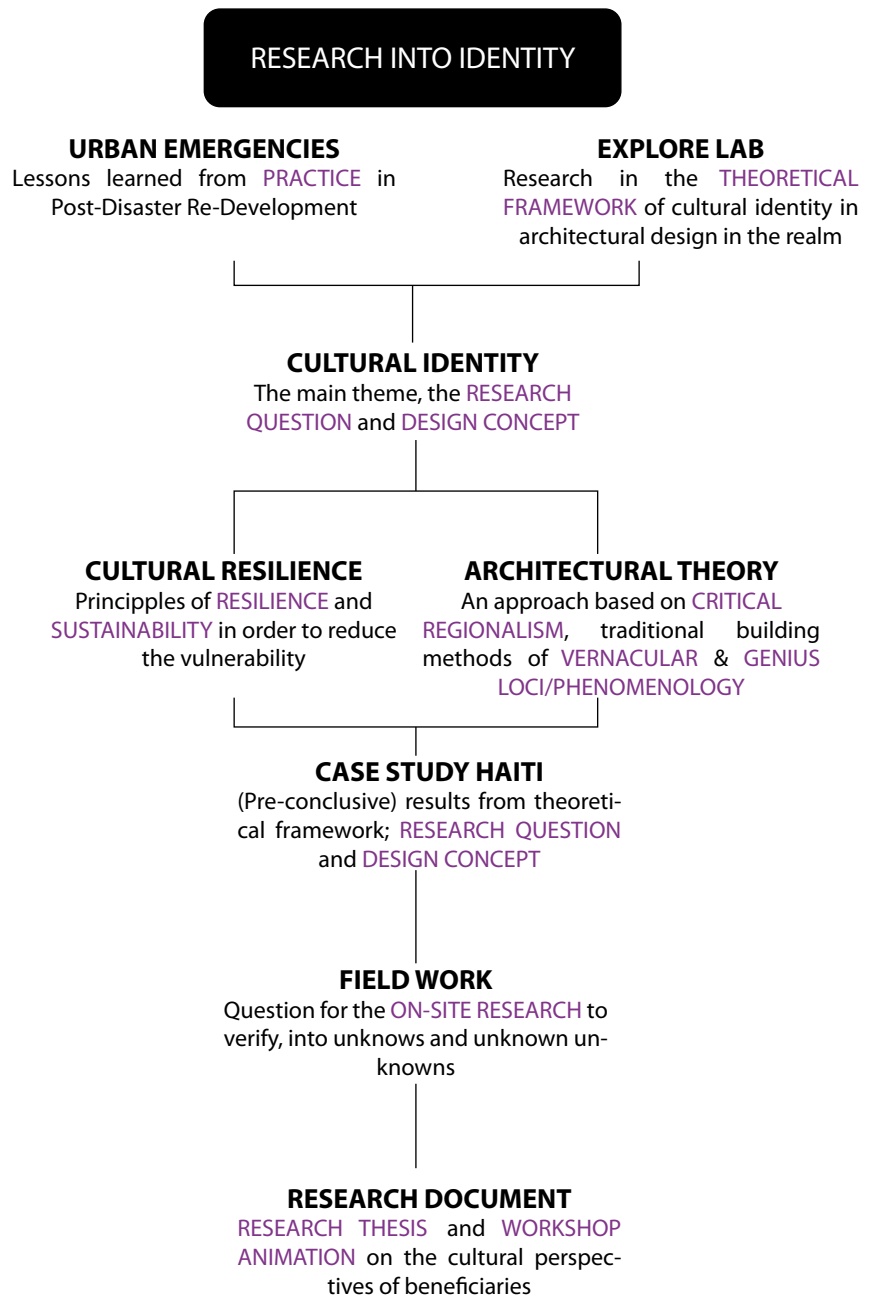 RESEARCH INTO IDENTITY
URBAN EMERGENCIES
Lessons learned from PRACTICE in
Post-Disaster Re-Development
EXPLORE LAB
Research in the THEORETICAL
FRAMEWORK of cultural identity in
architectural design in the realm
CULTURAL IDENTITY
The main theme, the RESEARCH
QUESTION and DESIGN CONCEPT
CULTURAL RESILIENCE
Principples of RESILIENCE and
SUSTAINABILITY in order to reduce
the vulnerability
ARCHITECTURAL THEORY
An approach based on CRITICAL
REGIONALISM, traditional building
methods of VERNACULAR & GENIUS
LOCI/PHENOMENOLOGY
CASE STUDY HAITI
(Pre-conclusive) results from theoreti-
cal framework; RESEARCH QUESTION
and DESIGN CONCEPT
FIELD WORK
Question for the ON-SITE RESEARCH to
verify, into unknows and unknown un-
knowns
RESEARCH DOCUMENT
RESEARCH THESIS and WORKSHOP
ANIMATION on the cultural perspec-
tives of beneficiaries